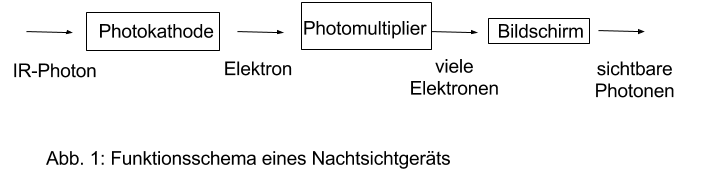 Photokathode
Photomultiplier
Bildschirm
IR-Photon
Elektron
viele
Elektronen
sichtbare
Photonen
Abb. 1: Funktionsschema eines Nachtsichtgeräts